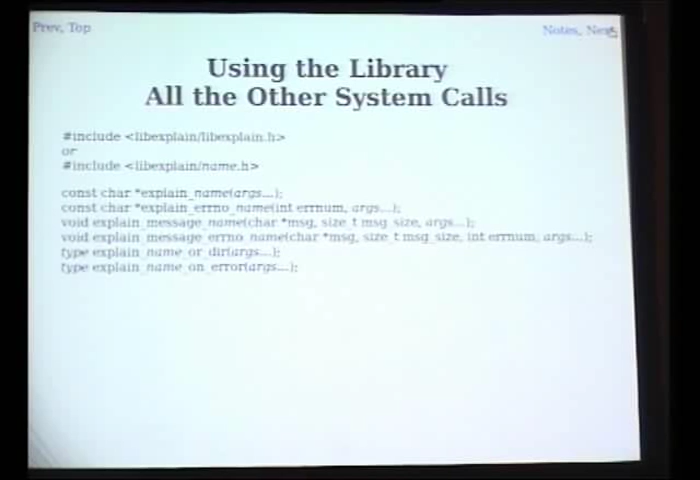 Prev, Top
Notes, Next
Using the Library
All the Other System Calls
#include <libexplain/libexplain.h>
or
#include <libexplain/name.h>
const char *explain_name(args...);
const char *explain_errno_name(int errnum, args...);
void explain_message_name(char *msg, size_t msg_size, args...);
void explain_message_errno_name(char *msg, size_t msg_size, int errnum, args...);
type explain_name_or_dir(args...);
type explain_name_on_error(args...);